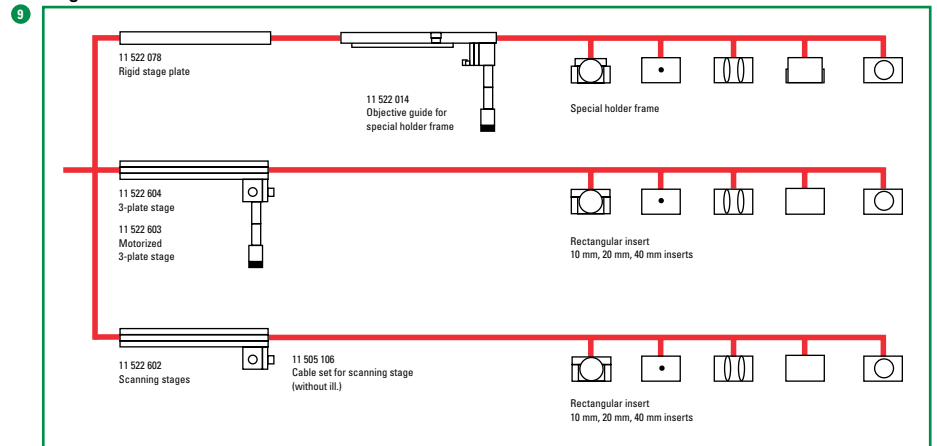 9
11 522 078
Rigid stage plate
11 522 014
Objective guide for
special holder frame
Special holder frame
11 522 604
3-plate stage
11 522 603
Motorized
3-plate stage
Rectangular insert
10 mm, 20 mm, 40 mm inserts
11 522 602
Scanning stages
11 505 106
Cable set for scanning stage
(without ill.)
Rectangular insert
10 mm, 20 mm, 40 mm inserts